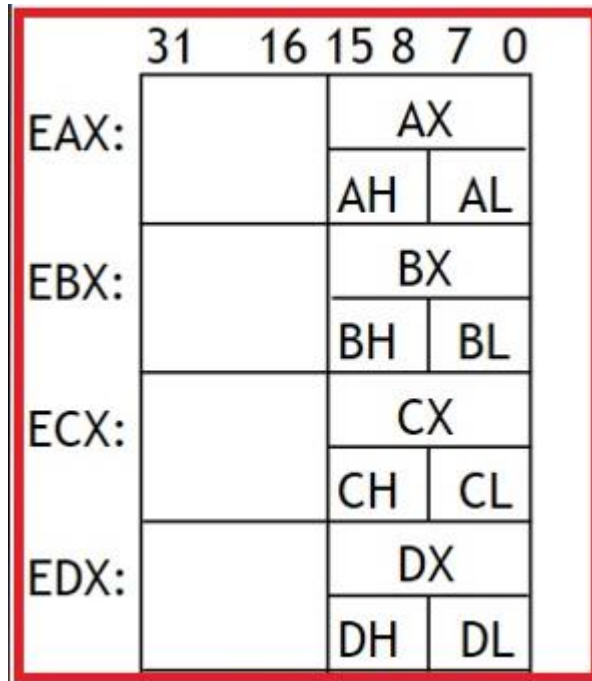 31 16 15 8 7 0
EAX: AX
AH AL
EBX: BX
BH BL
ECX: CX
CH CL
EDX: DX
DH DL